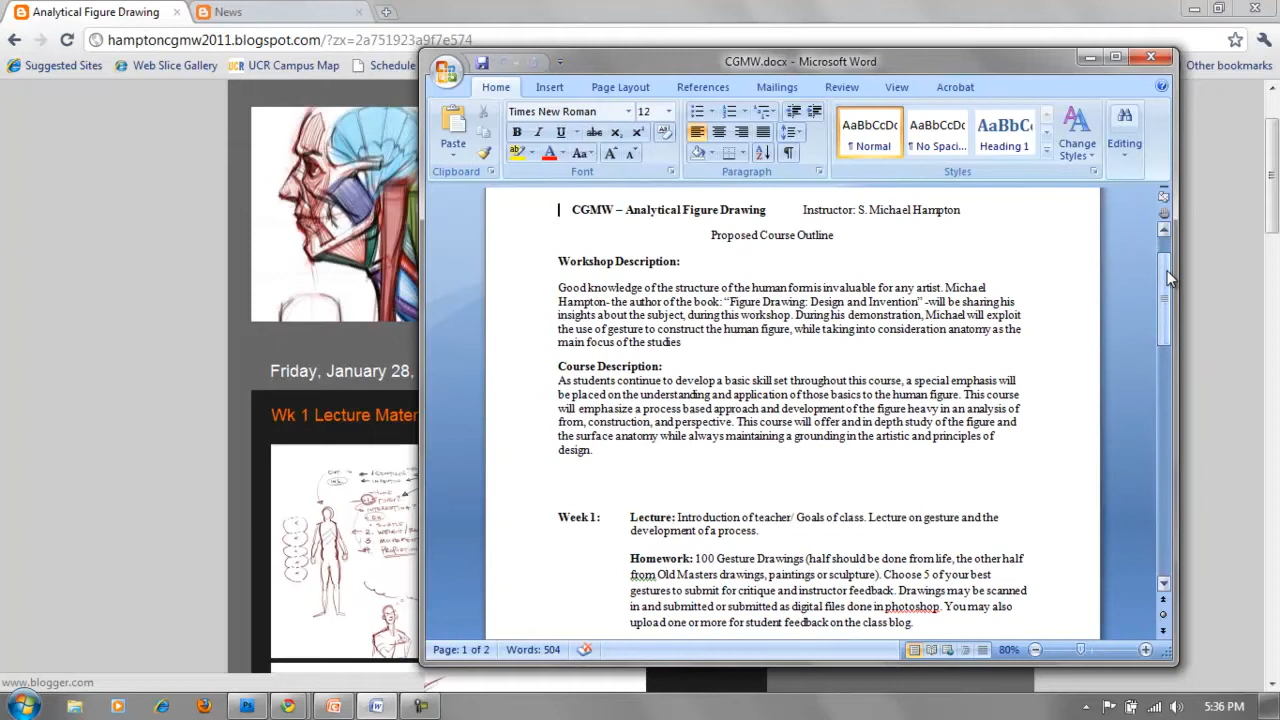 Analytical Figure Drawing
News
hamptoncgmw2011.blogspot.com/?zx=2a751923a9f7e574
Suggested Sites
Web Slice Gallery
UCR Campus Map
Schedule
Other bookmarks
CGMW.docx - Microsoft Word
Home
Insert
Page Layout
References
Mailings
Review
View
Acrobat
Paste
Times New Roman
12
AaBbCcDc
AaBbCcDc
AaBbC
¶ Normal
¶ No Spaci...
Heading 1
Change Styles
Editing
Clipboard
Font
Paragraph
Styles
CGMW – Analytical Figure Drawing Instructor: S. Michael Hampton
Proposed Course Outline
Workshop Description:
Good knowledge of the structure of the human form is invaluable for any artist. Michael
Hampton- the author of the book: “Figure Drawing: Design and Invention” -will be sharing his
insights about the subject, during this workshop. During his demonstration, Michael will exploit
the use of gesture to construct the human figure, while taking into consideration anatomy as the
main focus of the studies
Course Description:
As students continue to develop a basic skill set throughout this course, a special emphasis will
be placed on the understanding and application of those basics to the human figure. This course
will emphasize a process based approach and development of the figure heavy in an analysis of
from, construction, and perspective. This course will offer and in depth study of the figure and
the surface anatomy while always maintaining a grounding in the artistic and principles of
design.
Week 1: Lecture: Introduction of teacher/ Goals of class. Lecture on gesture and the
development of a process.
Homework: 100 Gesture Drawings (half should be done from life, the other half
from Old Masters drawings, paintings or sculpture). Choose 5 of your best
gestures to submit for critique and instructor feedback. Drawings may be scanned
in and submitted or submitted as digital files done in photoshop. You may also
upload one or more for student feedback on the class blog.
Page: 1 of 2
Words: 504
80%
Friday, January 28,
Wk 1 Lecture Mater
www.blogger.com
5:36 PM